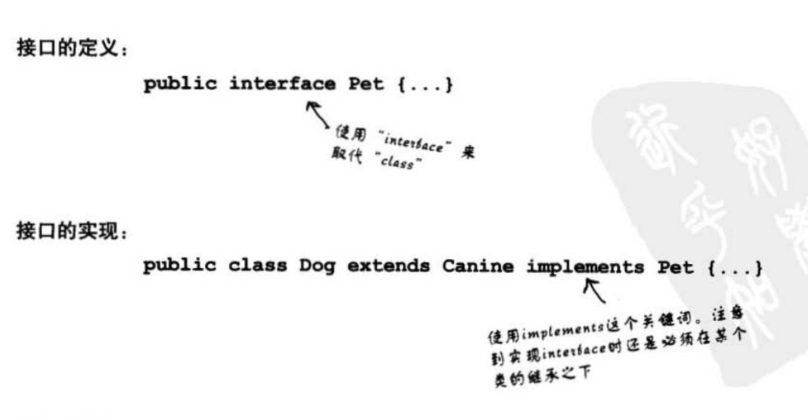 接口的定义：
public interface Pet {...}
使用 "interface" 来
取代 "class"
接口的实现：
public class Dog extends Canine implements Pet {...}
使用implements这个关键词。注意
到实现interface时还是必须在某个
类的继承之下